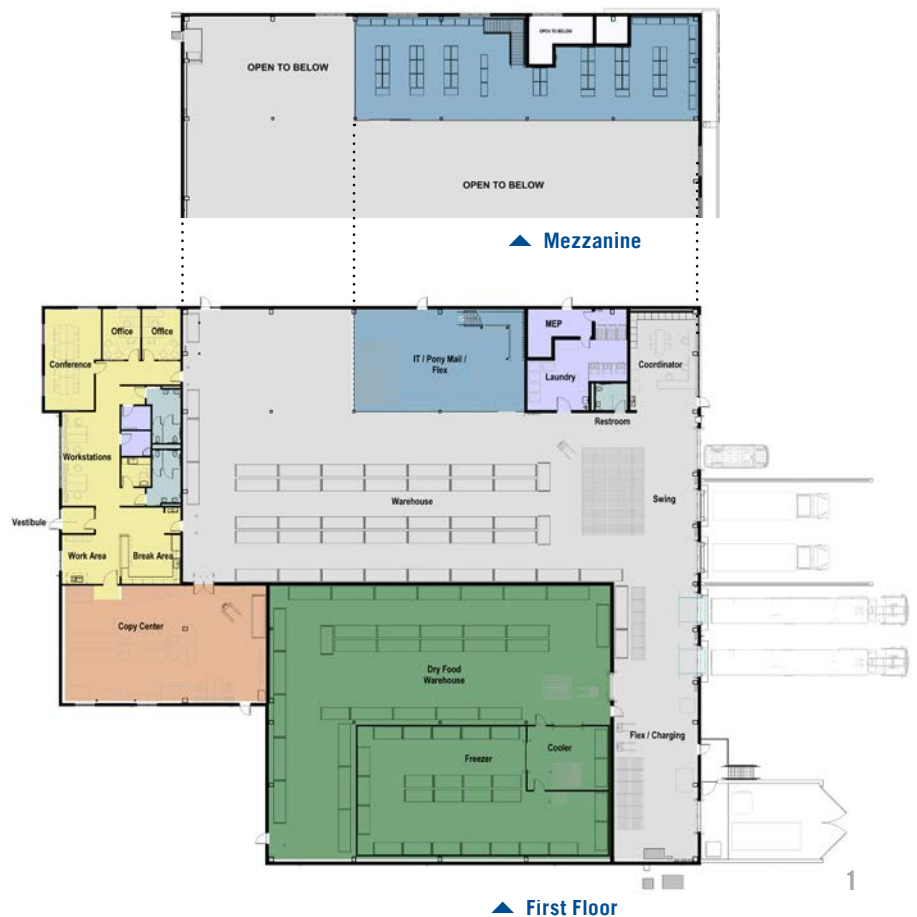 OPEN TO BELOW
OPEN TO BELOW
OPEN TO BELOW
Mezzanine
Office
Office
MEP
Conference
IT / Pony Mail /
Flex
Laundry
Coordinator
Restroom
Workstations
Warehouse
Swing
Vestibule
Work Area
Break Area
Copy Center
Dry Food
Warehouse
Flex / Charging
Freezer
Cooler
1
First Floor